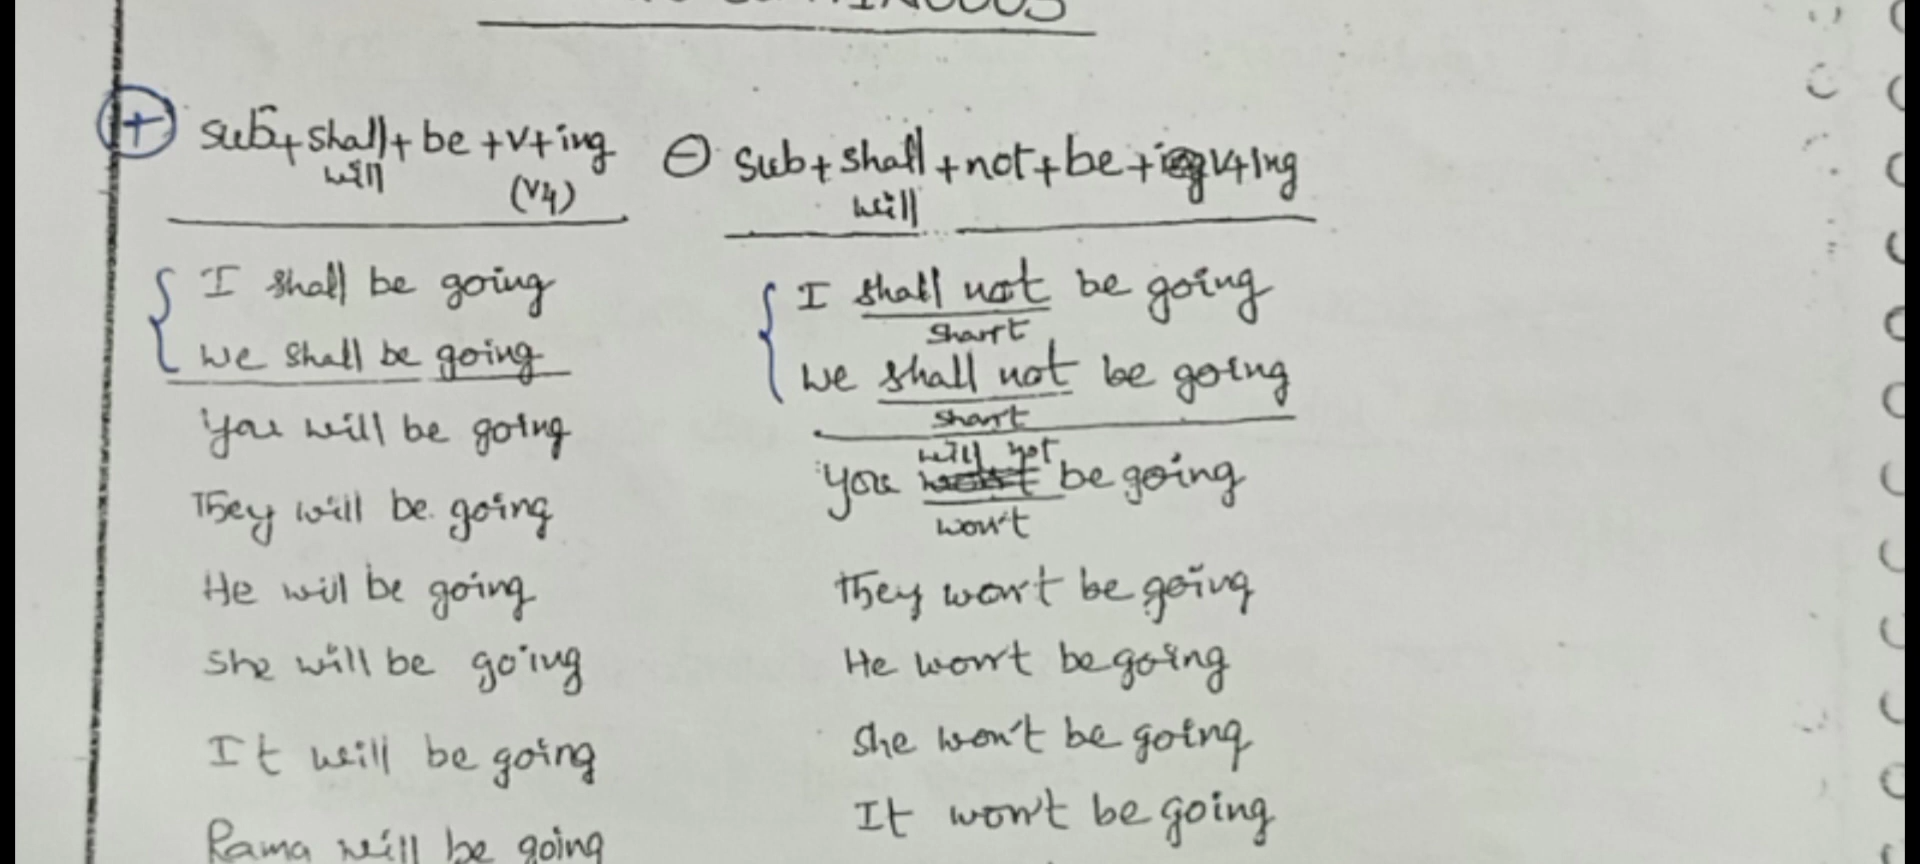 CONTINUOUS
+ Sub+shall+be+v+ing
will (v4)
I shall be going
we shall be going
you will be going
They will be going
He will be going
She will be going
It will be going
Rama will be going
- Sub+shall+not+be+v+ing
will
I shall not be going
shan't
we shall not be going
shan't
will not
you be going
won't
They won't be going
He won't be going
She won't be going
It won't be going